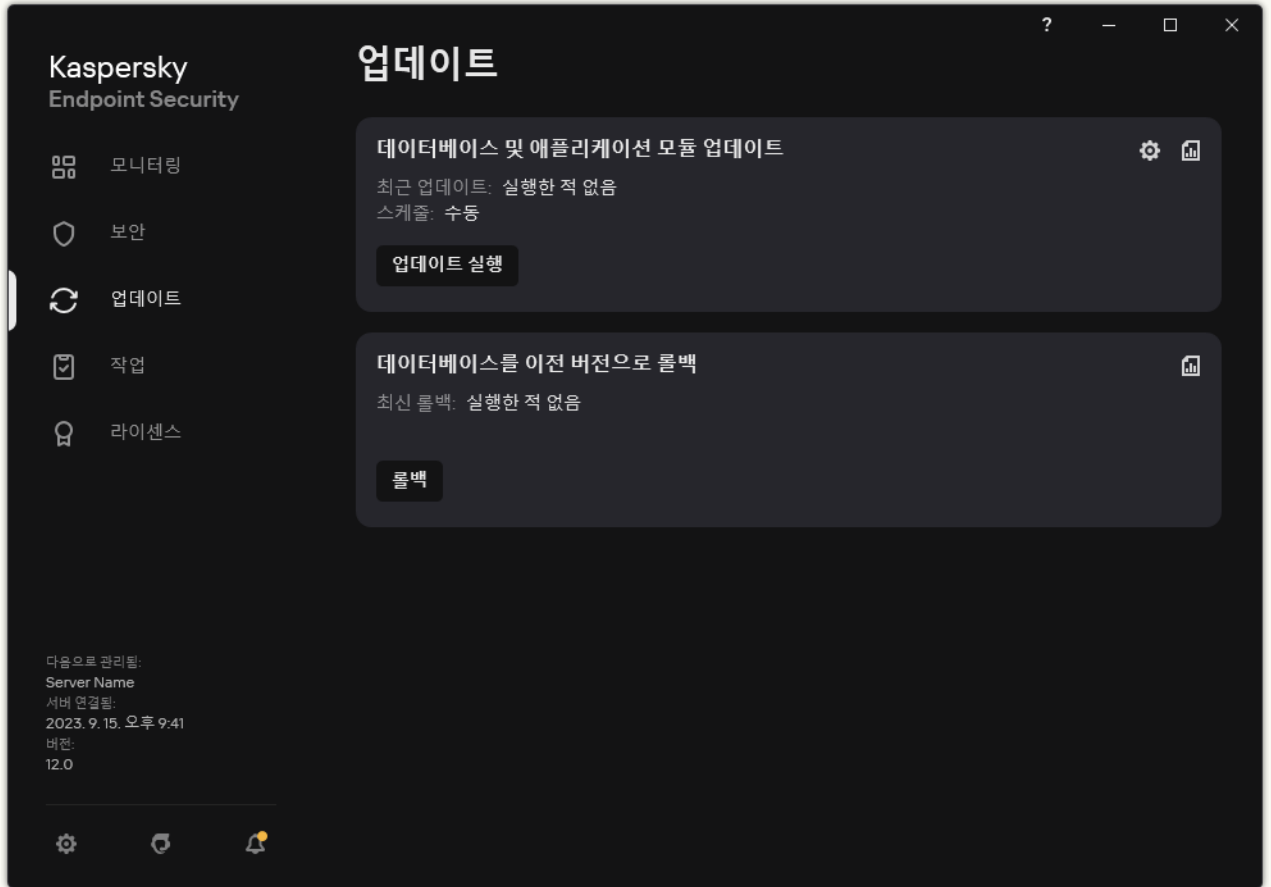 ?
Kaspersky
Endpoint Security
모니터링
보안
업데이트
작업
라이센스
다음으로 관리됨:
Server Name
서버 연결됨:
2023. 9. 15. 오후 9:41
버전:
12.0
업데이트
데이터베이스 및 애플리케이션 모듈 업데이트
최근 업데이트: 실행한 적 없음
스케줄: 수동
업데이트 실행
데이터베이스를 이전 버전으로 롤백
최신 롤백: 실행한 적 없음
롤백